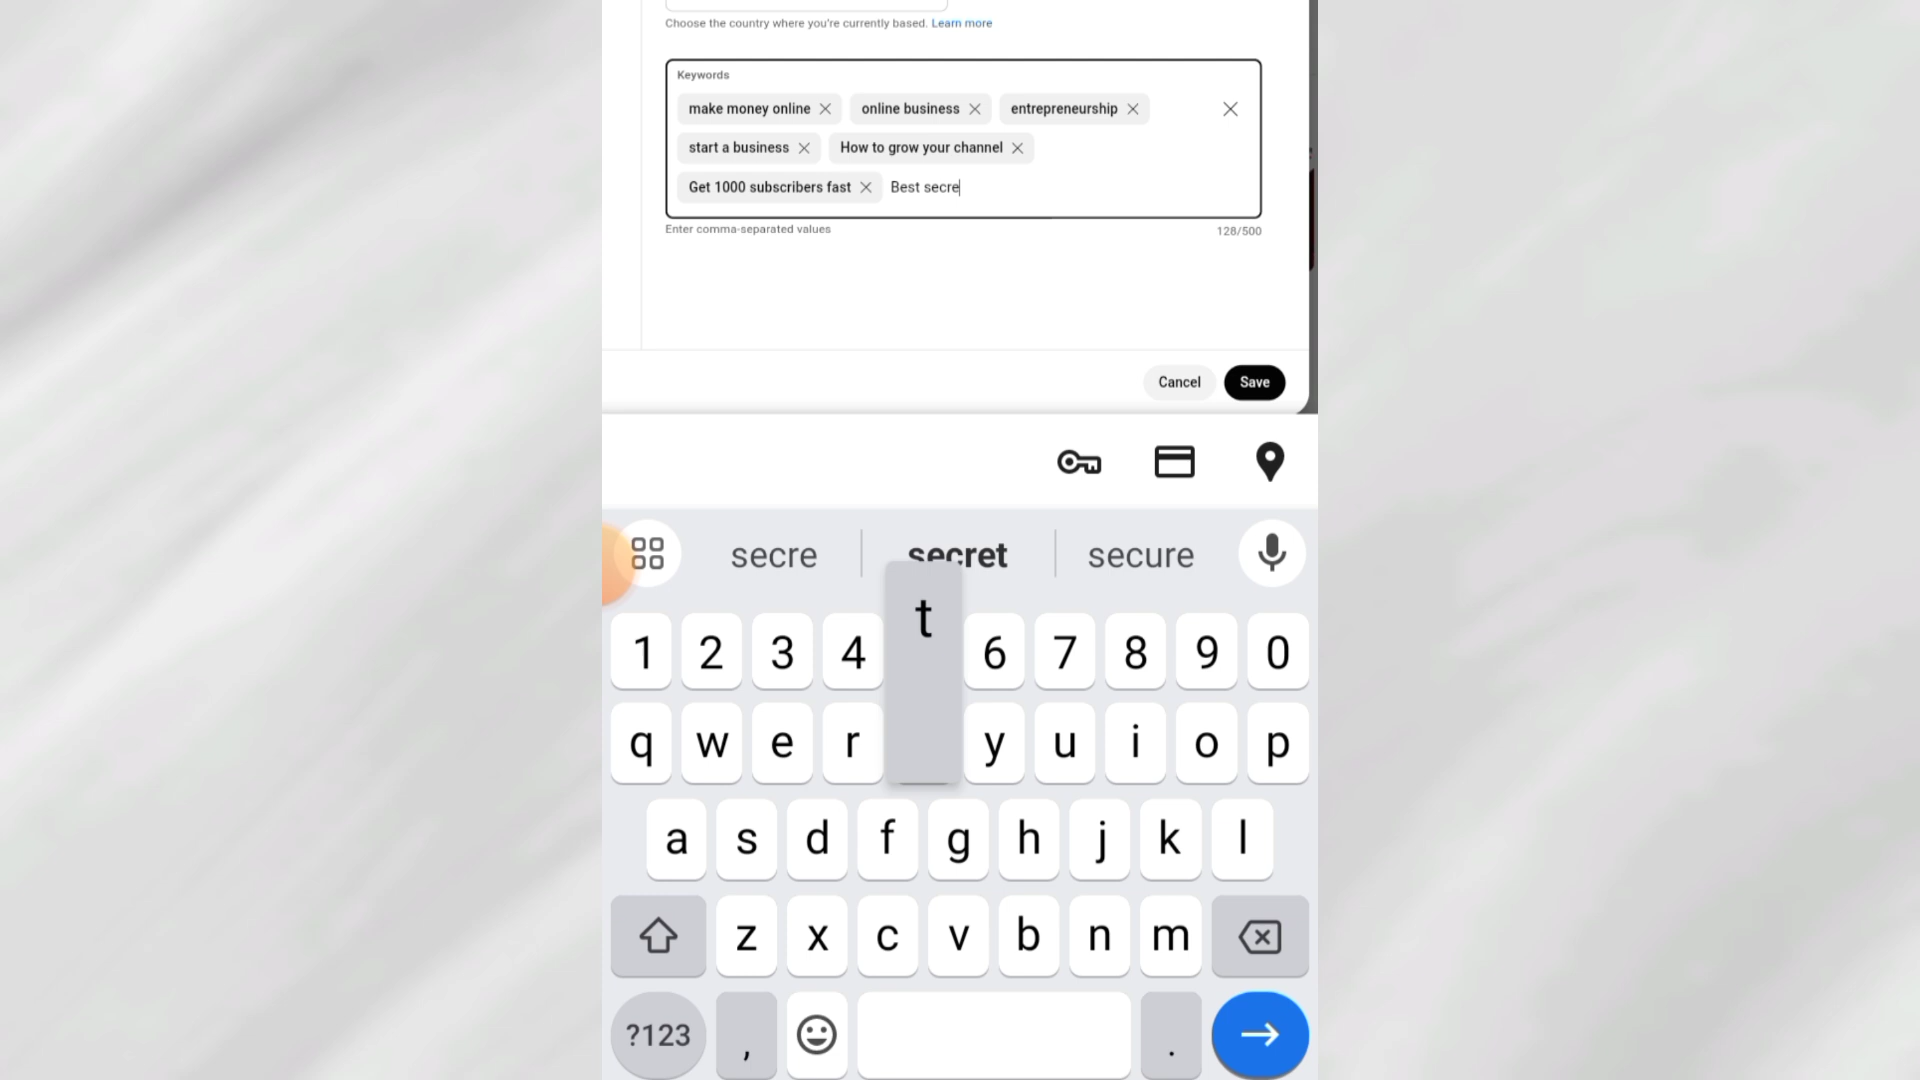 Choose the country where you're currently based. Learn more
Keywords
make money online online business entrepreneurship
start a business How to grow your channel
Get 1000 subscribers fast Best secre
Enter comma-separated values 128/500
Cancel Save
secre secret secure
t
1 2 3 4 6 7 8 9 0
q w e r y u i o p
a s d f g h j k l
z x c v b n m
?123 , .